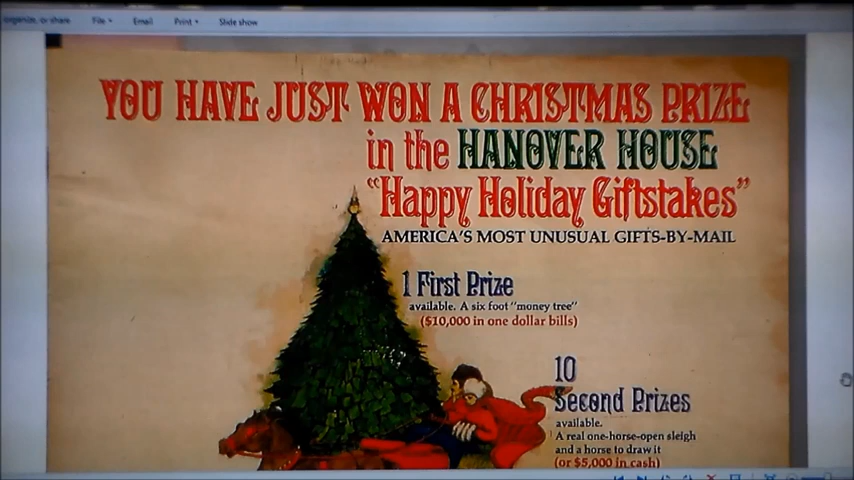 organize, or share File Email Print Slide show
YOU HAVE JUST WON A CHRISTMAS PRIZE
in the HANOVER HOUSE
"Happy Holiday Giftstakes"
AMERICA'S MOST UNUSUAL GIFTS-BY-MAIL
1 First Prize
available. A six foot "money tree"
($10,000 in one dollar bills)
10
Second Prizes
available.
A real one-horse-open sleigh
and a horse to draw it
(or $5,000 in cash)